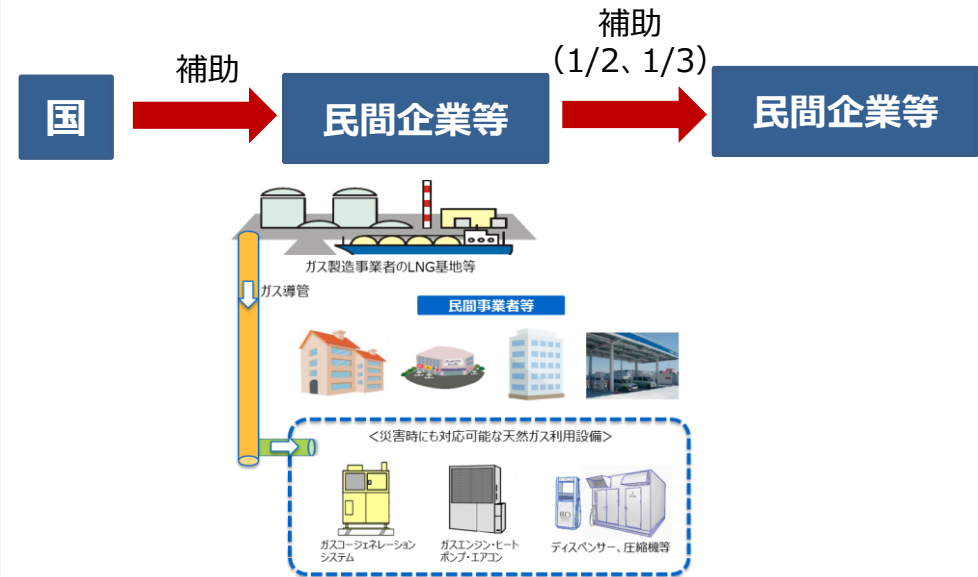 国
補助
民間企業等
補助
（1/2、1/3）
民間企業等
ガス製造事業者のLNG基地等
ガス導管
民間事業者等
＜災害時にも対応可能な天然ガス利用設備＞
ガスコージェネレーション
システム
ガスエンジン・ヒート
ポンプ・エアコン
ディスペンサー、圧縮機等